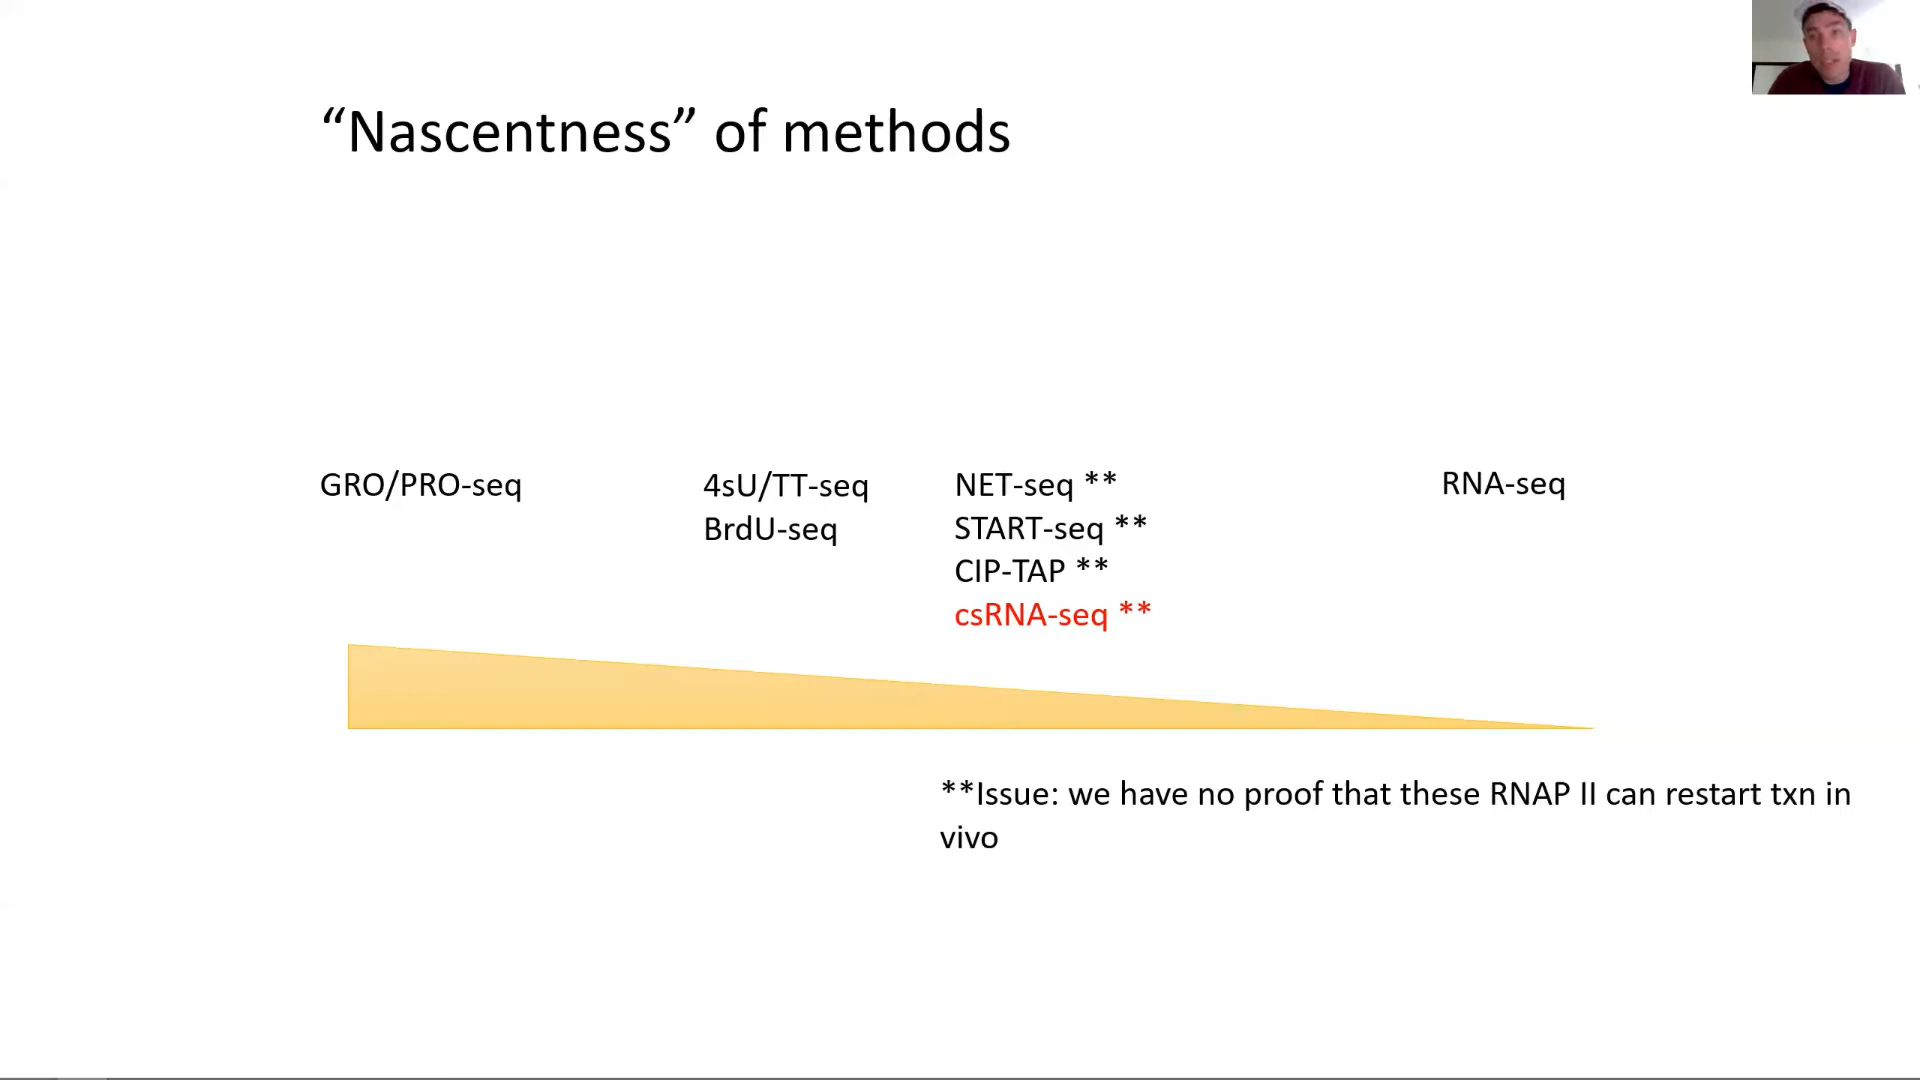 “Nascentness” of methods
GRO/PRO-seq
4sU/TT-seq
BrdU-seq
NET-seq **
START-seq **
CIP-TAP **
csRNA-seq **
RNA-seq
**Issue: we have no proof that these RNAP II can restart txn in
vivo